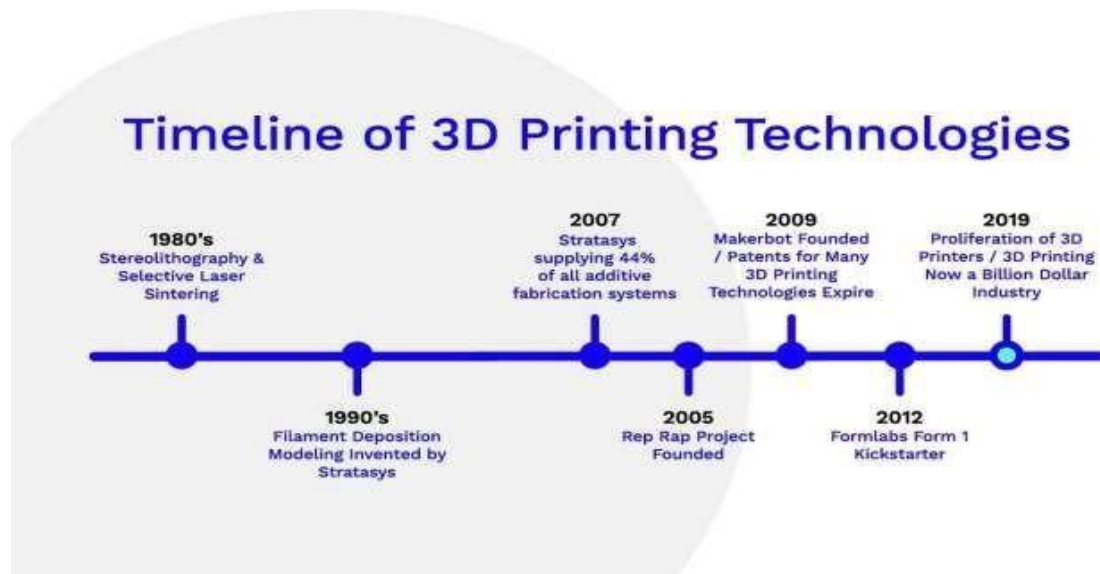 Timeline of 3D Printing Technologies
1980's
Stereolithography &
Selective Laser
Sintering
1990's
Filament Deposition
Modeling Invented by
Stratasys
2007
Stratasys
supplying 44%
of all additive
fabrication systems
2005
Rep Rap Project
Founded
2009
Makerbot Founded
/ Patents for Many
3D Printing
Technologies Expire
2012
Formlabs Form 1
Kickstarter
2019
Proliferation of 3D
Printers / 3D Printing
Now a Billion Dollar
Industry